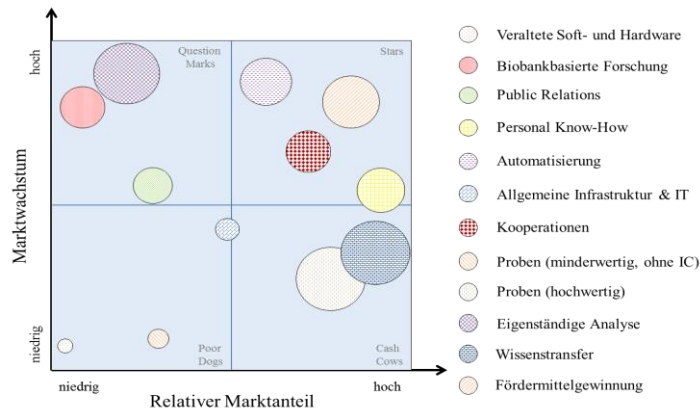 hoch
Marktwachstum
niedrig
Question
Marks
Stars
Poor
Dogs
Cash
Cows
niedrig
hoch
Relativer Marktanteil
Veraltete Soft- und Hardware
Biobankbasierte Forschung
Public Relations
Personal Know-How
Automatisierung
Allgemeine Infrastruktur & IT
Kooperationen
Proben (minderwertig, ohne IC)
Proben (hochwertig)
Eigenständige Analyse
Wissenstransfer
Fördermittelgewinnung